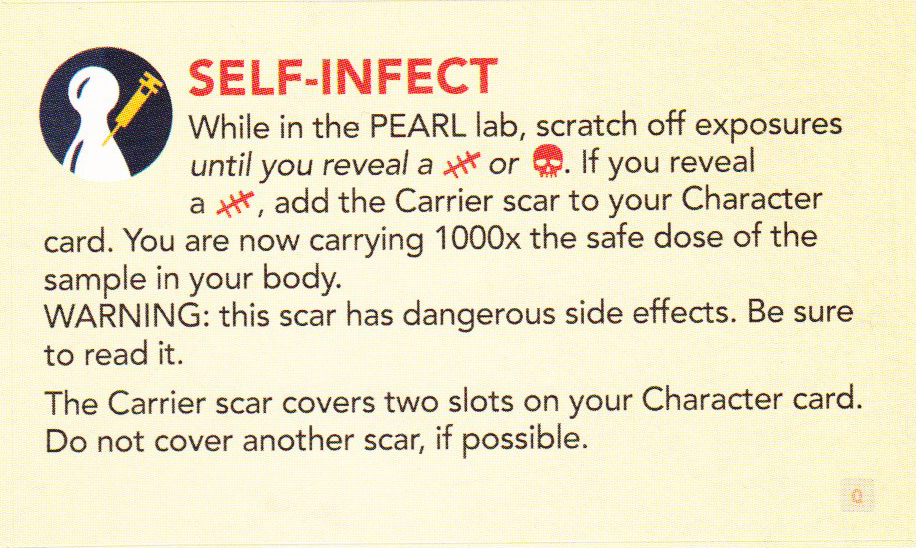 SELF-INFECT
While in the PEARL lab, scratch off exposures
until you reveal a or . If you reveal
a , add the Carrier scar to your Character
card. You are now carrying 1000x the safe dose of the
sample in your body.
WARNING: this scar has dangerous side effects. Be sure
to read it.
The Carrier scar covers two slots on your Character card.
Do not cover another scar, if possible.
Q